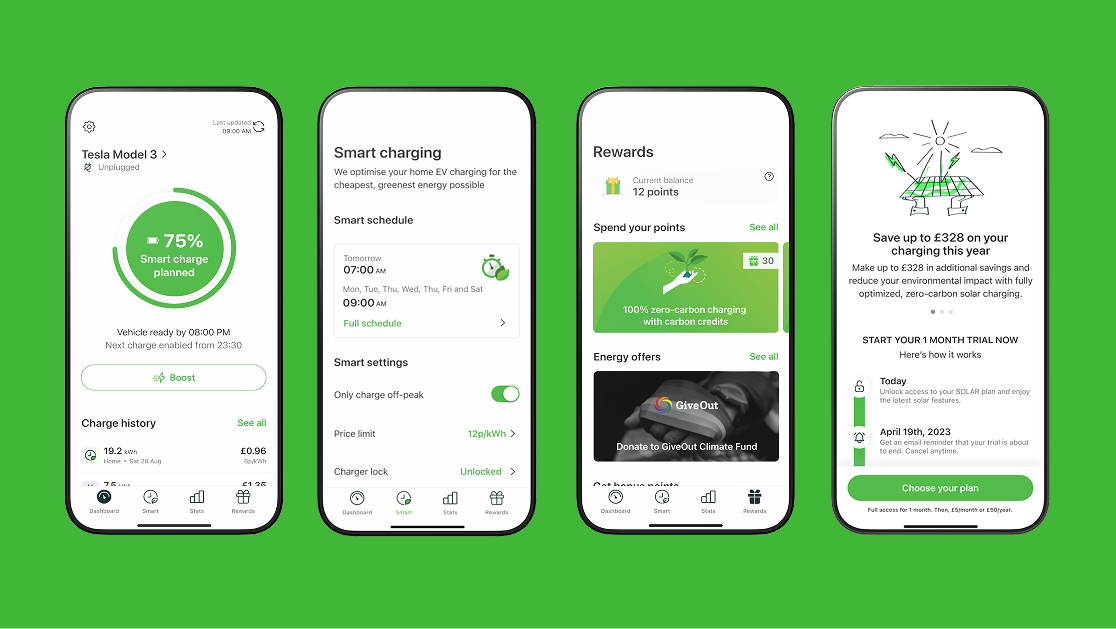 Last updated
09:00 AM
Tesla Model 3
Unplugged
75%
Smart charge
planned
Vehicle ready by 08:00 PM
Next charge enabled from 23:30
Boost
Charge history
See all
19.2 kWh
£0.96
Home • Sat 28 Aug
6p/kWh
Dashboard
Smart
Stats
Rewards
Smart charging
We optimise your home EV charging for the
cheapest, greenest energy possible
Smart schedule
Tomorrow
07:00 AM
Mon, Tue, Thu, Wed, Thu, Fri and Sat
09:00 AM
Full schedule
Smart settings
Only charge off-peak
Price limit
12p/kWh
Charger lock
Unlocked
Dashboard
Smart
Stats
Rewards
Rewards
Current balance
12 points
Spend your points
See all
30
100% zero-carbon charging
with carbon credits
Energy offers
See all
GiveOut
Donate to GiveOut Climate Fund
Dashboard
Smart
Stats
Rewards
Save up to £328 on your
charging this year
Make up to £328 in additional savings and
reduce your environmental impact with fully
optimized, zero-carbon solar charging.
START YOUR 1 MONTH TRIAL NOW
Here's how it works
Today
Unlock access to your SOLAR plan and enjoy
the latest solar features.
April 19th, 2023
Get an email reminder that your trial is about
to end. Cancel anytime.
Choose your plan
Full access for 1 month. Then, £5/month or £50/year.